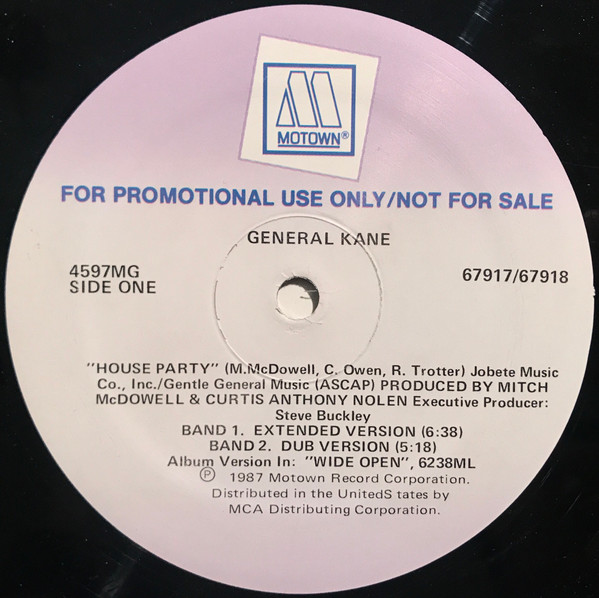 MOTOWN®
FOR PROMOTIONAL USE ONLY/NOT FOR SALE
GENERAL KANE
4597MG
SIDE ONE
67917/67918
"HOUSE PARTY" (M.McDowell, C. Owen, R. Trotter) Jobete Music
Co., Inc./Gentle General Music (ASCAP) PRODUCED BY MITCH
McDOWELL & CURTIS ANTHONY NOLEN Executive Producer:
Steve Buckley
BAND 1. EXTENDED VERSION (6:38)
BAND 2. DUB VERSION (5:18)
Album Version In: "WIDE OPEN", 6238ML
℗ 1987 Motown Record Corporation.
Distributed in the UnitedS tates by
MCA Distributing Corporation.